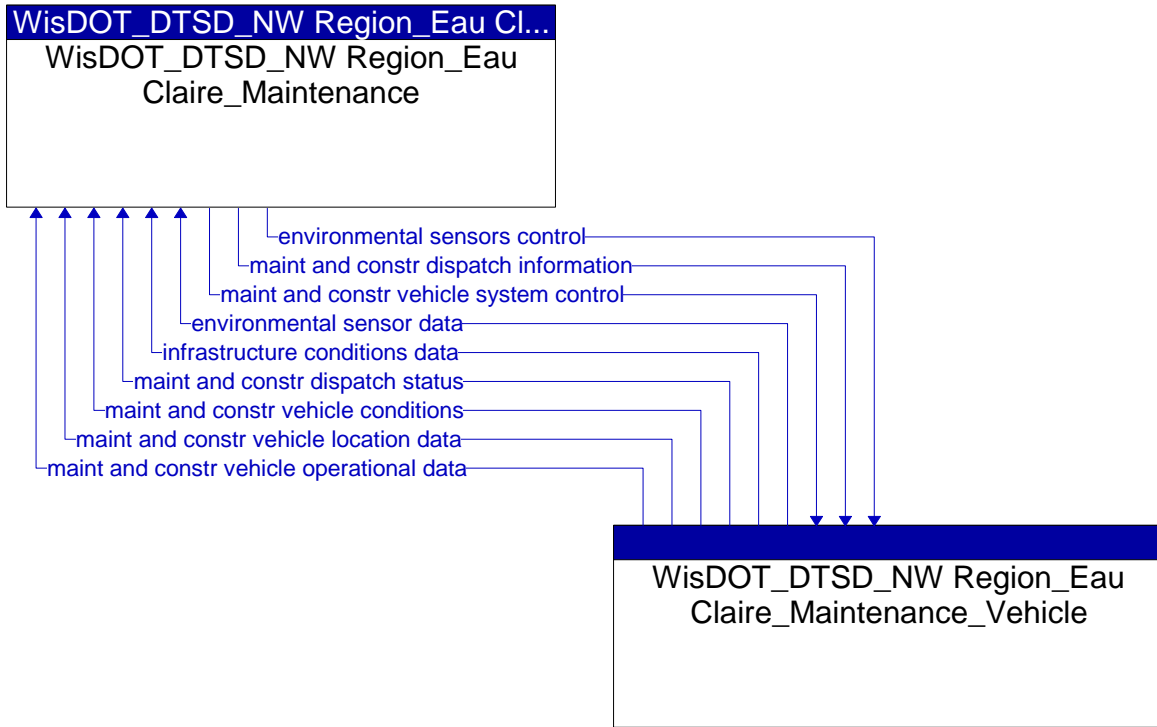 WisDOT_DTSD_NW Region_Eau Cl...
WisDOT_DTSD_NW Region_Eau
Claire_Maintenance
environmental sensors control
maint and constr dispatch information
maint and constr vehicle system control
environmental sensor data
infrastructure conditions data
maint and constr dispatch status
maint and constr vehicle conditions
maint and constr vehicle location data
maint and constr vehicle operational data
WisDOT_DTSD_NW Region_Eau
Claire_Maintenance_Vehicle